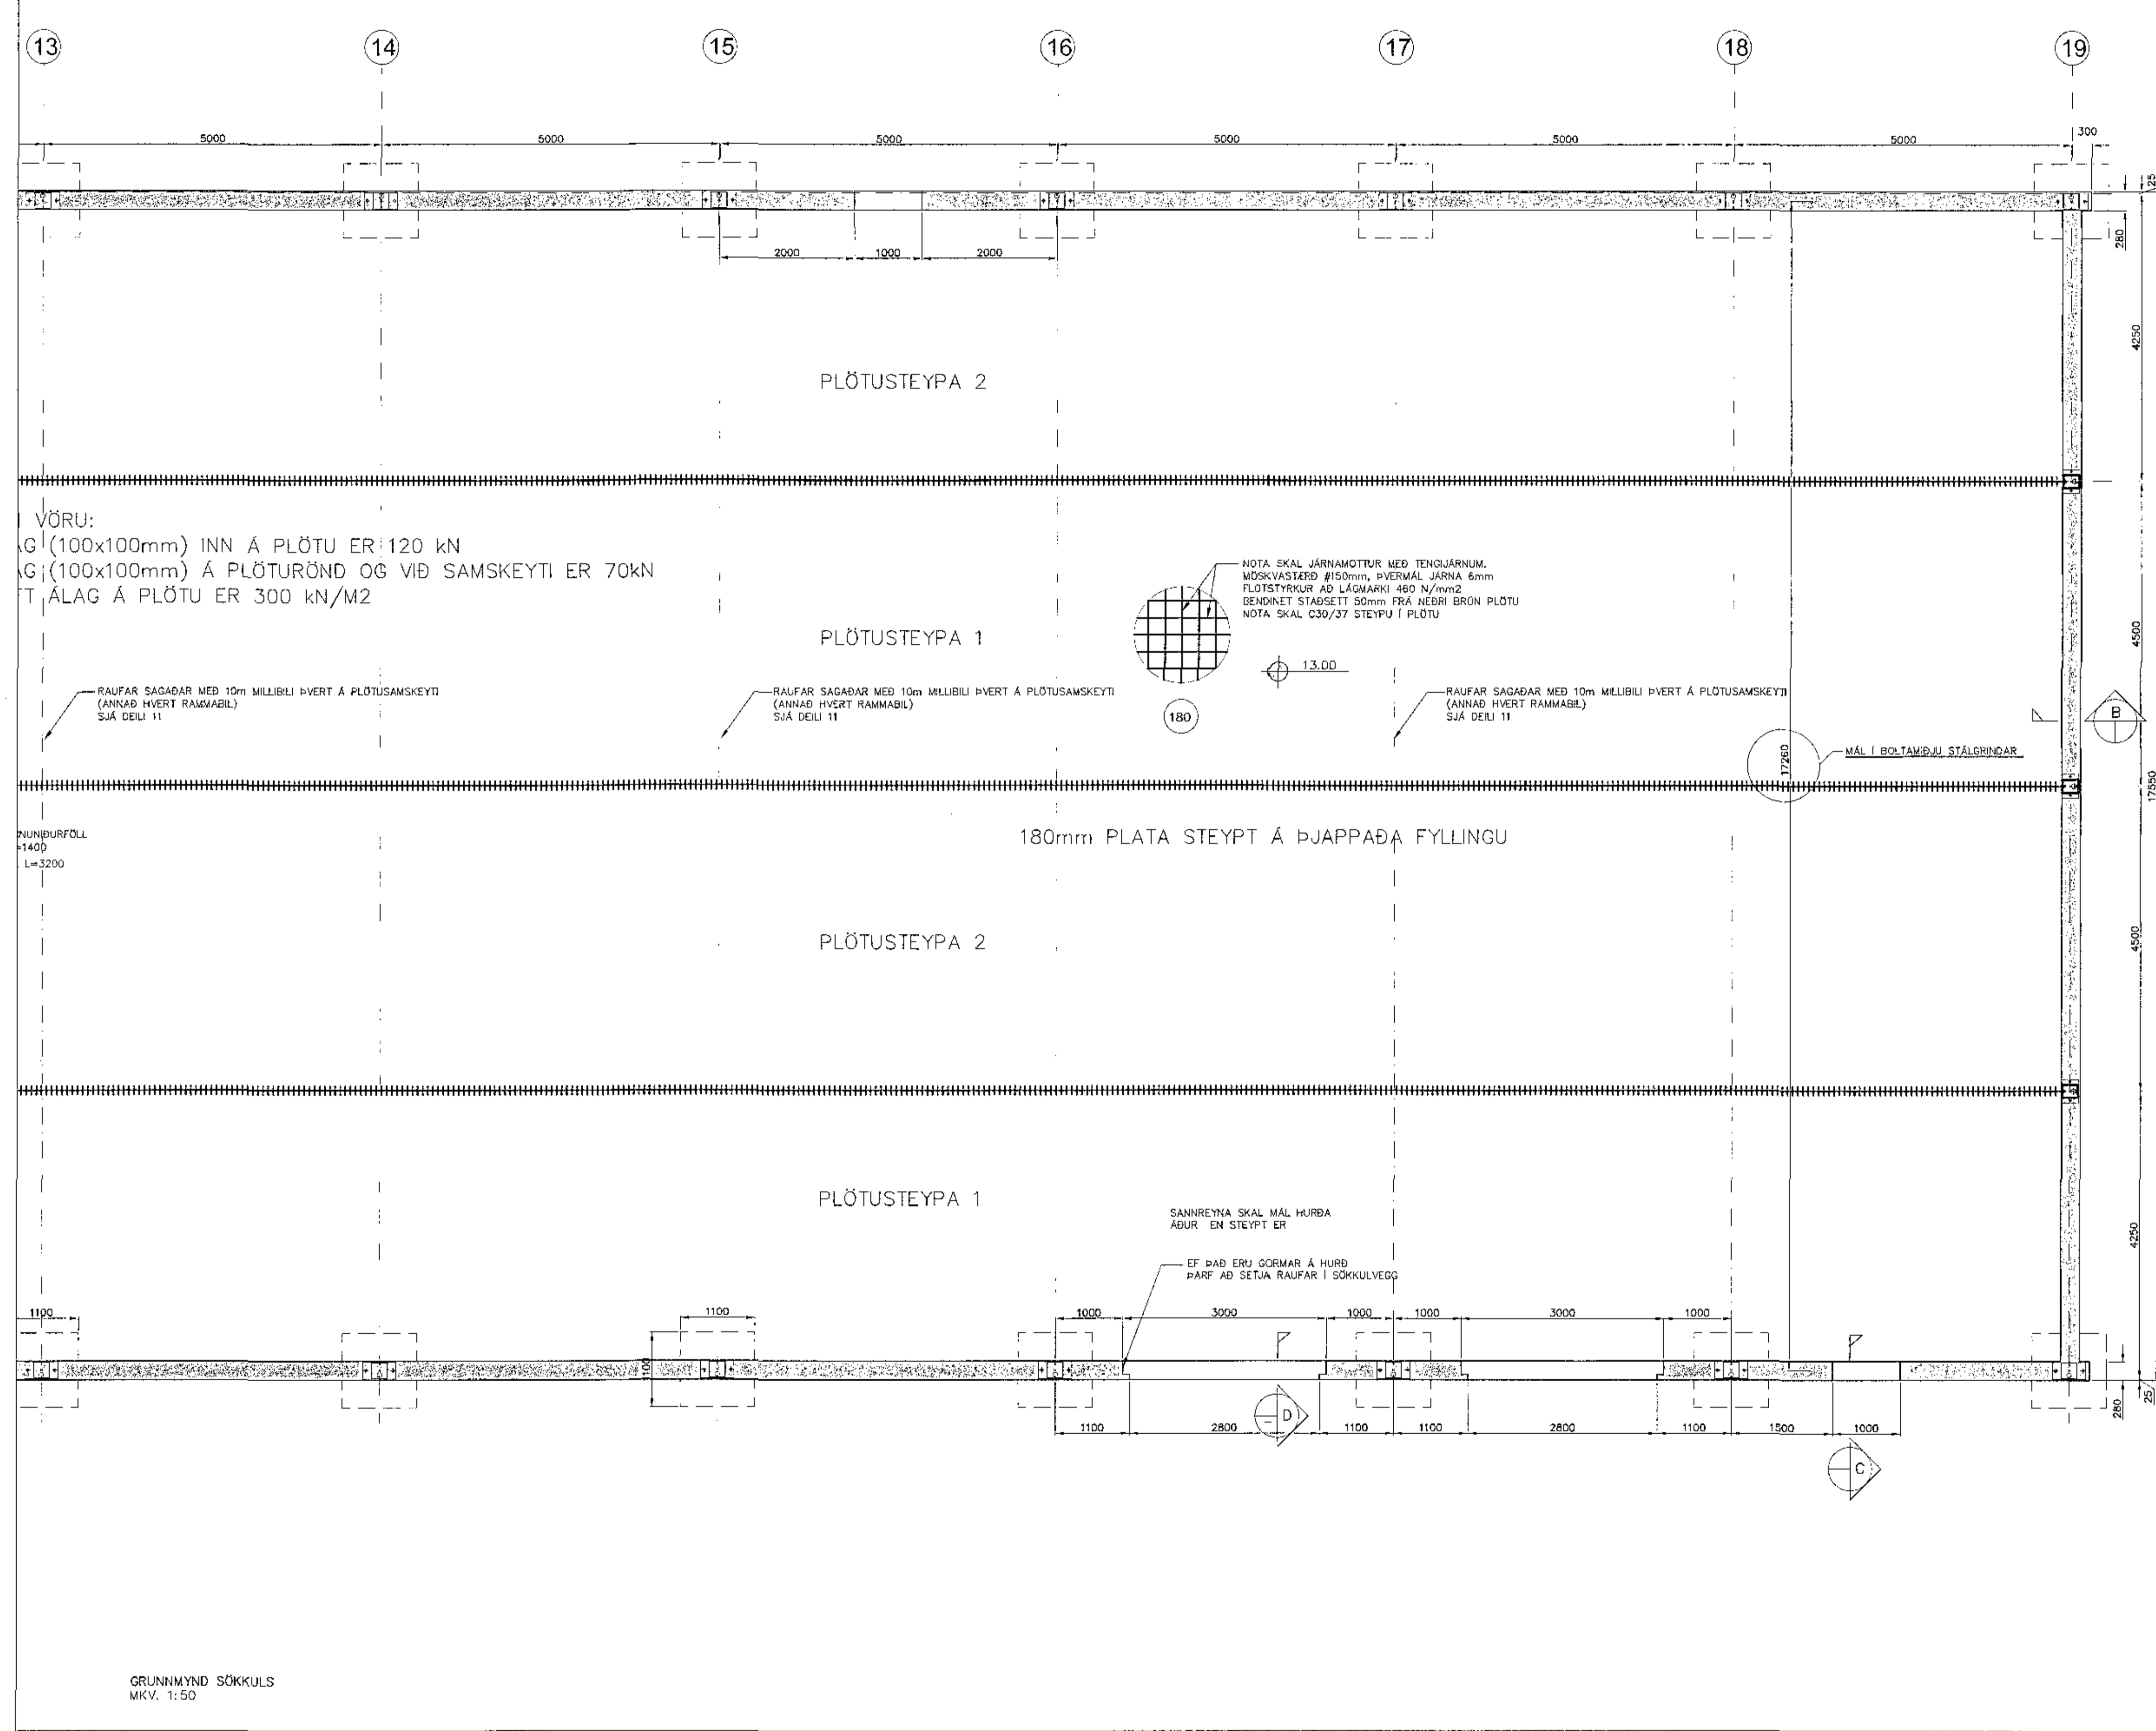 13 14 15 16 17 18 19
5000 5000 5000 5000 5000 5000 300
25
280
2000 1000 2000
4250
PLÖTUSTEYPA 2
VÖRU:
(100x100mm) INN Á PLÖTU ER 120 kN
(100x100mm) Á PLÖTURÖND OG VIÐ SAMSKEYTI ER 70kN
ÁLAG Á PLÖTU ER 300 kN/M2
NOTA SKAL JÁRNAMOTTUR MEÐ TENGIJÁRNUM.
MÖSKVASTÆRÐ #150mm, ÞVERMÁL JÁRNA 6mm
FLOTSTYRKUR AÐ LÁGMARKI 460 N/mm2
BENDINET STAÐSETT 50mm FRÁ NEÐRI BRÚN PLÖTU
NOTA SKAL C30/37 STEYPU Í PLÖTU
PLÖTUSTEYPA 1
4500
13.00
180
RAUFAR SAGAÐAR MEÐ 10m MILLIBILI ÞVERT Á PLÖTUSAMSKEYTI
(ANNAÐ HVERT RAMMABIL)
SJÁ DEILI 11
RAUFAR SAGAÐAR MEÐ 10m MILLIBILI ÞVERT Á PLÖTUSAMSKEYTI
(ANNAÐ HVERT RAMMABIL)
SJÁ DEILI 11
RAUFAR SAGAÐAR MEÐ 10m MILLIBILI ÞVERT Á PLÖTUSAMSKEYTI
(ANNAÐ HVERT RAMMABIL)
SJÁ DEILI 11
B
17260
MÁL Í BOLTAMIÐJU STÁLGRINDAR
17550
NUNIÐURFÖLL
=1400
L=3200
180mm PLATA STEYPT Á ÞJAPPAÐA FYLLINGU
PLÖTUSTEYPA 2
4500
PLÖTUSTEYPA 1
SANNREYNA SKAL MÁL HURÐA
ÁÐUR EN STEYPT ER
4250
EF ÞAÐ ERU GORMAR Á HURÐ
ÞARF AÐ SETJA RAUFAR Í SÖKKULVEGG
1100 1100 1000 3000 1000 1000 3000 1000
1100
280
25
1100 2800 D 1100 1100 2800 1100 1500 1000
C
GRUNNMYND SÖKKULS
MKV. 1:50